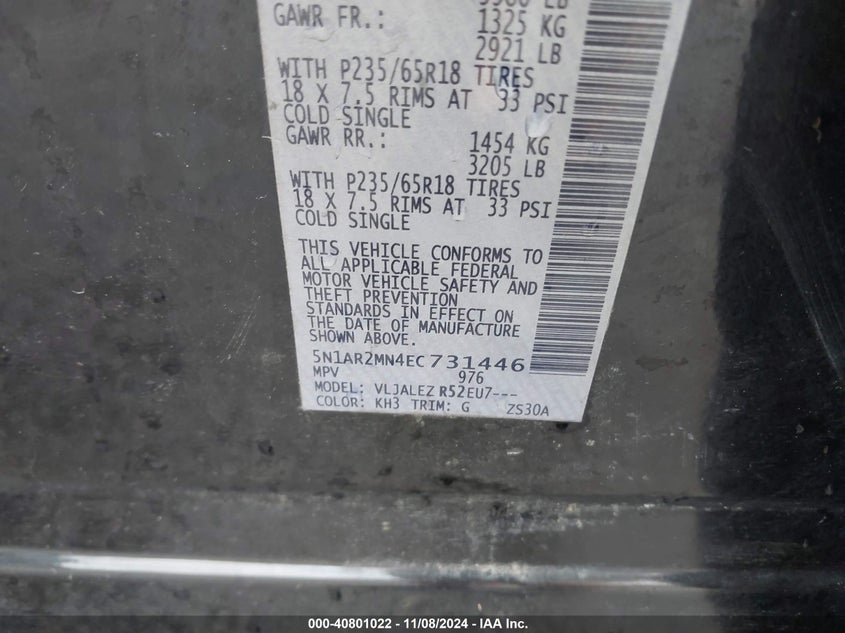 GAWR FR.: 1325 KG
2921 LB
WITH P235/65R18 TIRES
18 X 7.5 RIMS AT 33 PSI
COLD SINGLE
GAWR RR.: 1454 KG
3205 LB
WITH P235/65R18 TIRES
18 X 7.5 RIMS AT 33 PSI
COLD SINGLE
THIS VEHICLE CONFORMS TO
ALL APPLICABLE FEDERAL
MOTOR VEHICLE SAFETY AND
THEFT PREVENTION
STANDARDS IN EFFECT ON
THE DATE OF MANUFACTURE
SHOWN ABOVE.
5N1AR2MN4EC731446
MPV 976
MODEL: VLJALEZ R52EU7---
COLOR: KH3 TRIM: G ZS30A
000-40801022 - 11/08/2024 - IAA Inc.